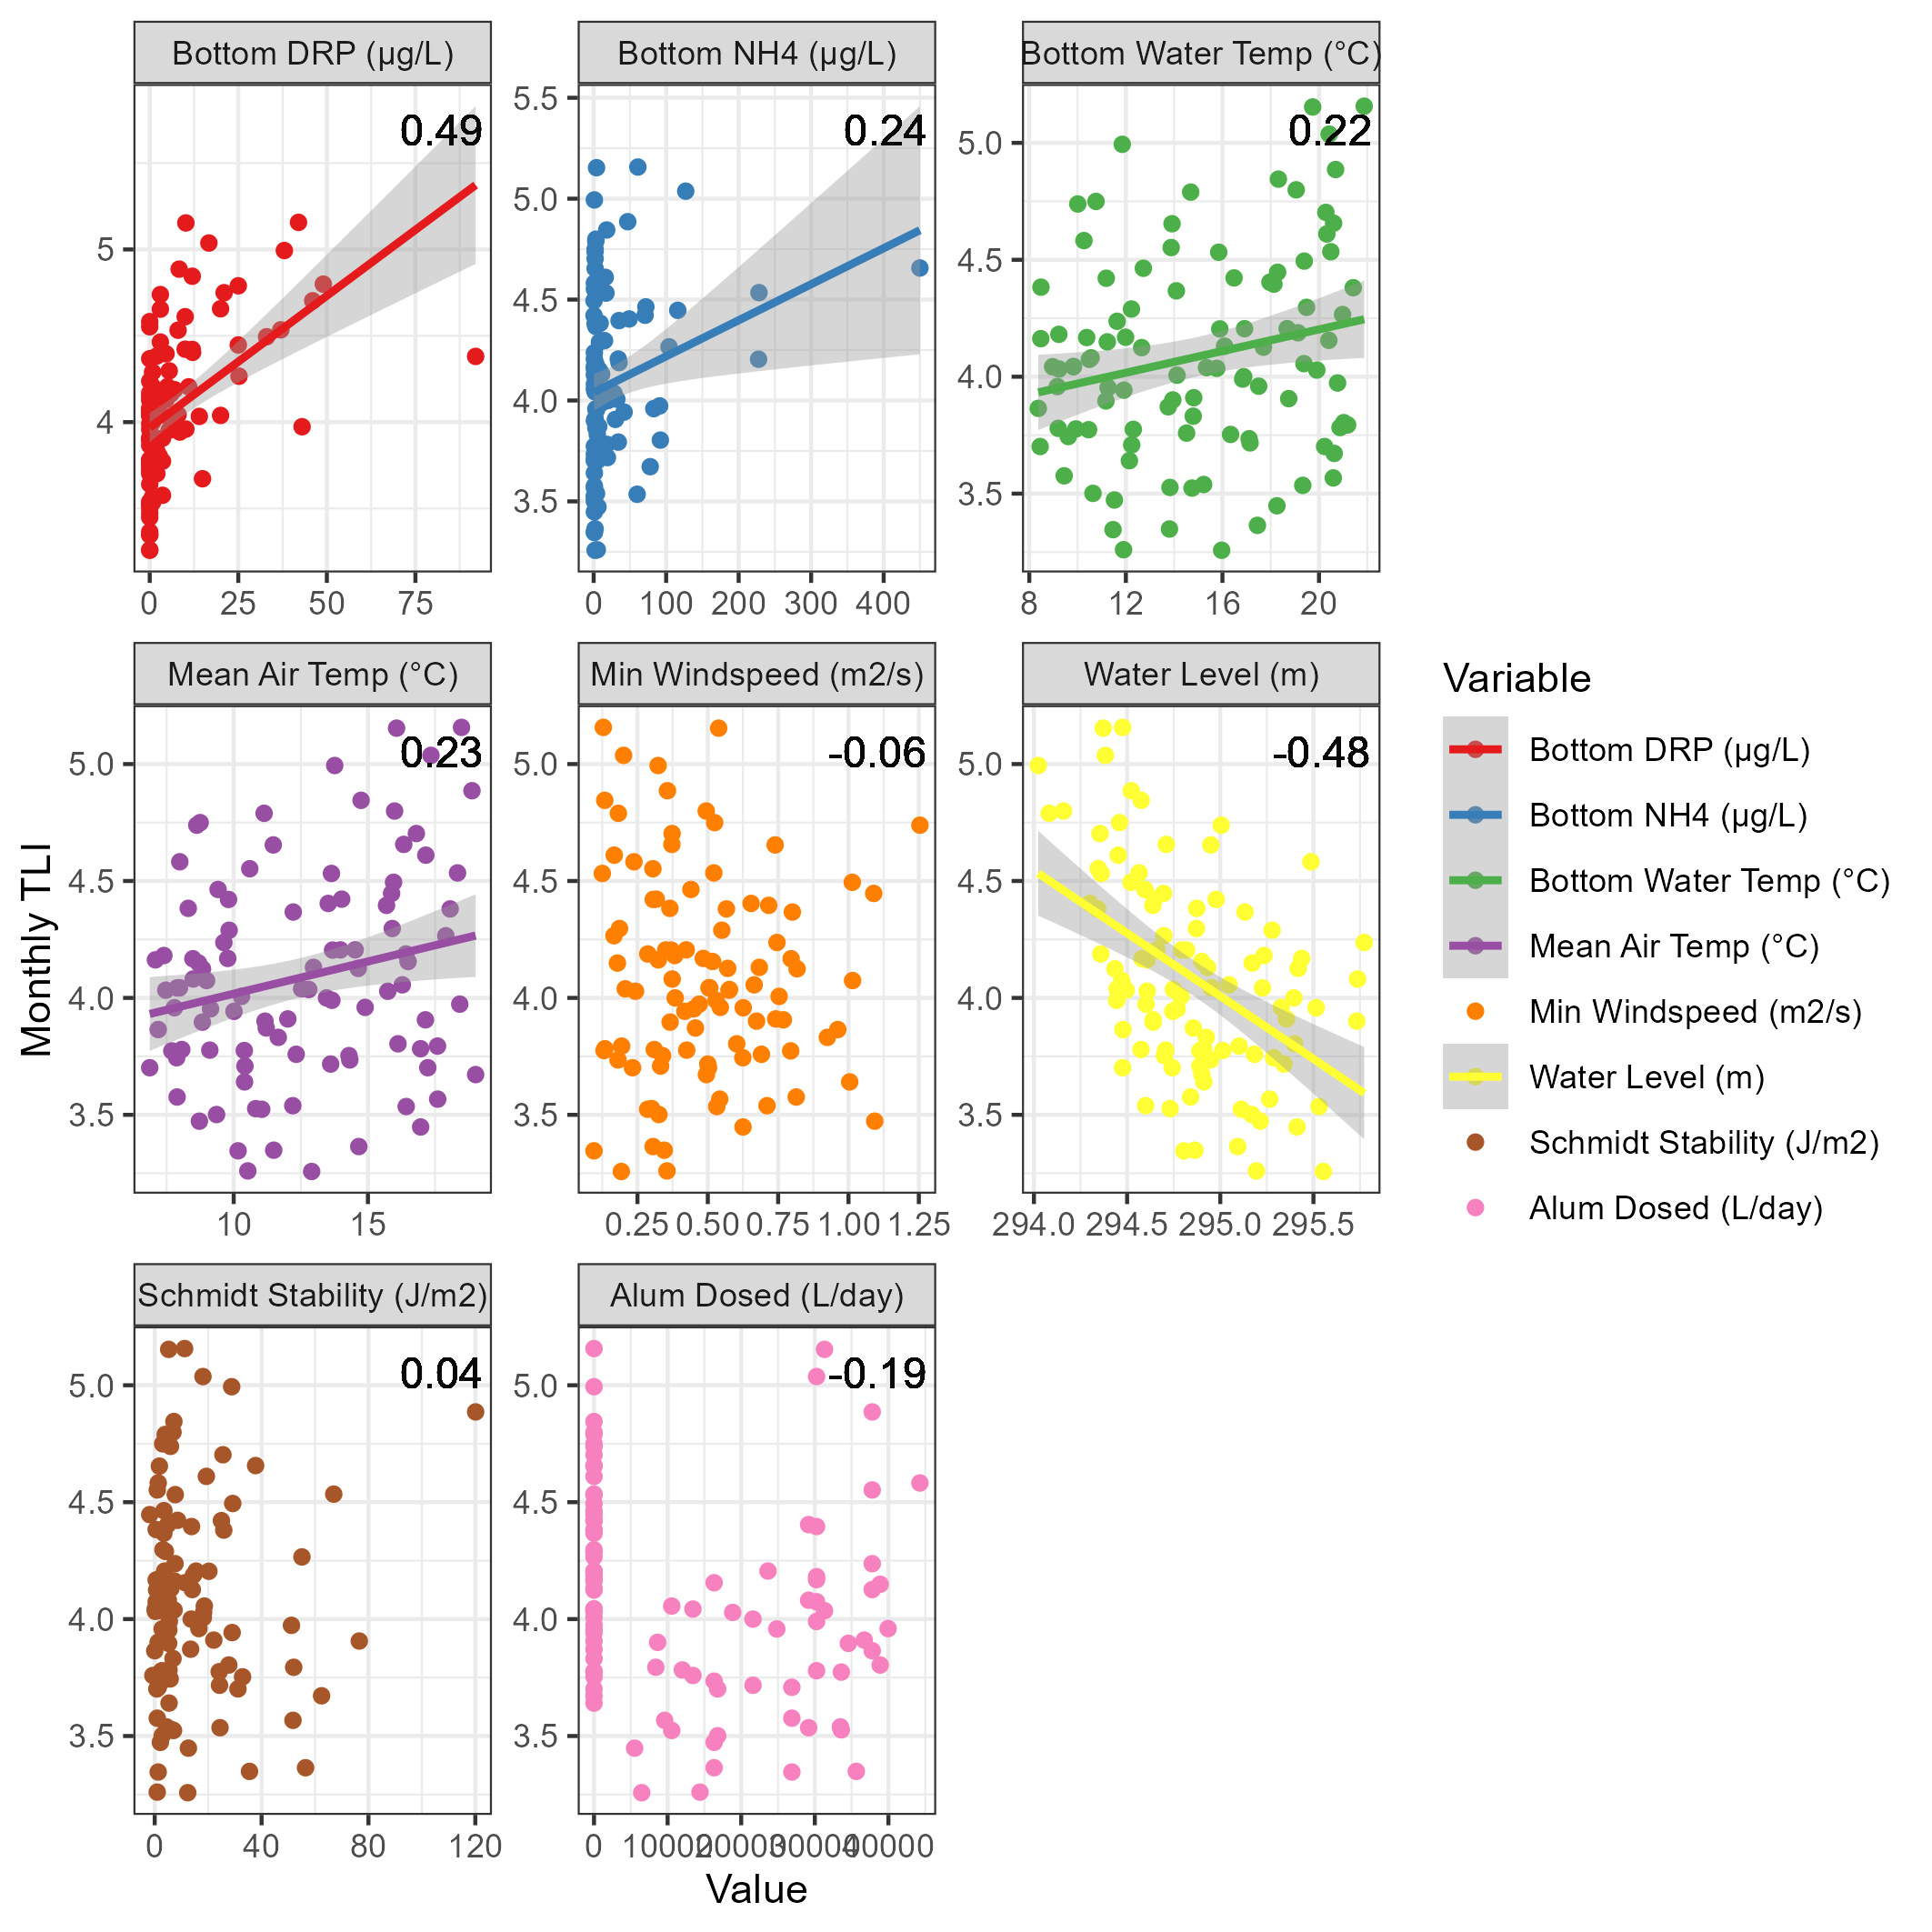 Bottom DRP (µg/L)
Bottom NH4 (µg/L)
Bottom Water Temp (°C)
0.49
0.24
0.22
5
4
5.5
5.0
4.5
4.0
3.5
5.0
4.5
4.0
3.5
0 25 50 75
0 100 200 300 400
8 12 16 20
Mean Air Temp (°C)
Min Windspeed (m2/s)
Water Level (m)
0.23
-0.06
-0.48
5.0
4.5
4.0
3.5
5.0
4.5
4.0
3.5
5.0
4.5
4.0
3.5
10 15
0.25 0.50 0.75 1.00 1.25
294.0 294.5 295.0 295.5
Schmidt Stability (J/m2)
Alum Dosed (L/day)
0.04
-0.19
5.0
4.5
4.0
3.5
5.0
4.5
4.0
3.5
0 40 80 120
0 10000 20000 30000 40000
Monthly TLI
Value
Variable
Bottom DRP (µg/L)
Bottom NH4 (µg/L)
Bottom Water Temp (°C)
Mean Air Temp (°C)
Min Windspeed (m2/s)
Water Level (m)
Schmidt Stability (J/m2)
Alum Dosed (L/day)